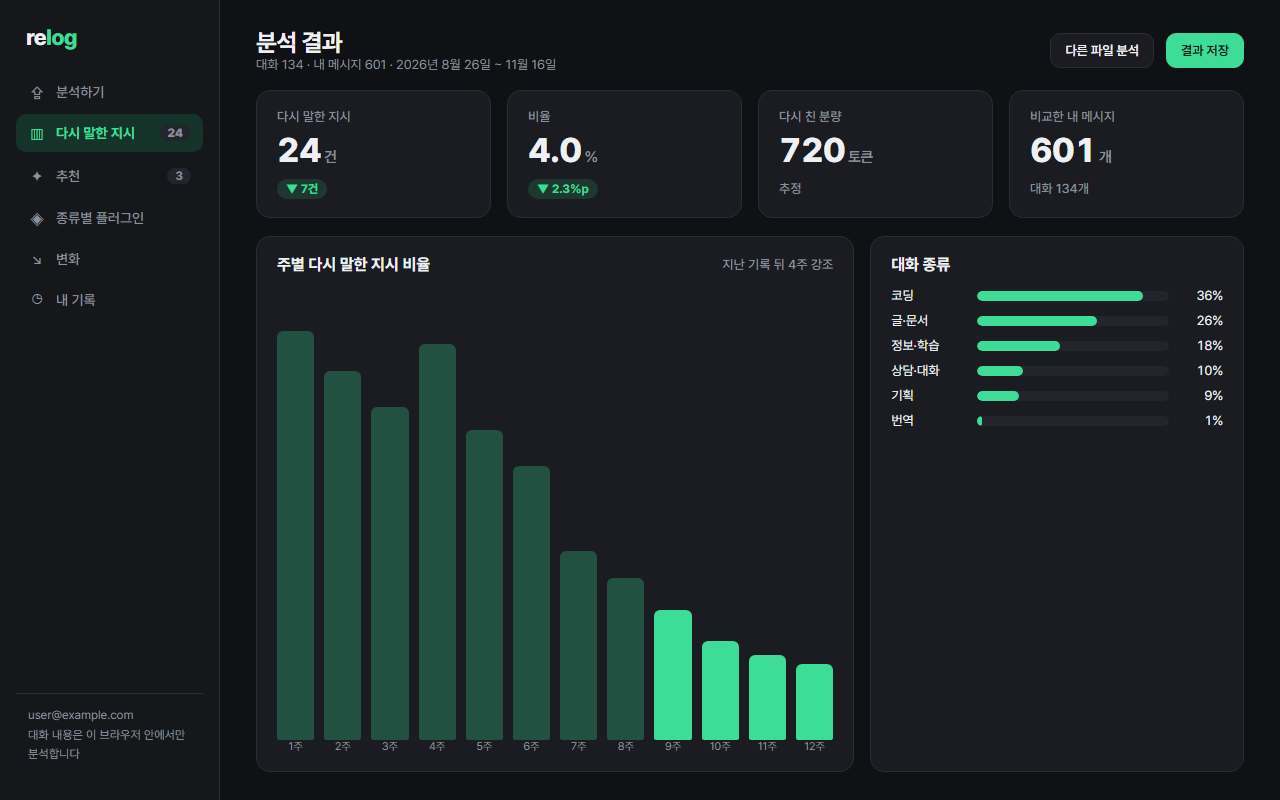 relog
분석하기
다시 말한 지시 24
추천 3
종류별 플러그인
변화
내 기록
user@example.com
대화 내용은 이 브라우저 안에서만
분석합니다
분석 결과
대화 134 · 내 메시지 601 · 2026년 8월 26일 ~ 11월 16일
다른 파일 분석
결과 저장
다시 말한 지시
24건
▼ 7건
비율
4.0%
▼ 2.3%p
다시 친 분량
720토큰
추정
비교한 내 메시지
601 개
대화 134개
주별 다시 말한 지시 비율
지난 기록 뒤 4주 강조
1주 2주 3주 4주 5주 6주 7주 8주 9주 10주 11주 12주
대화 종류
코딩 36%
글·문서 26%
정보·학습 18%
상담·대화 10%
기획 9%
번역 1%